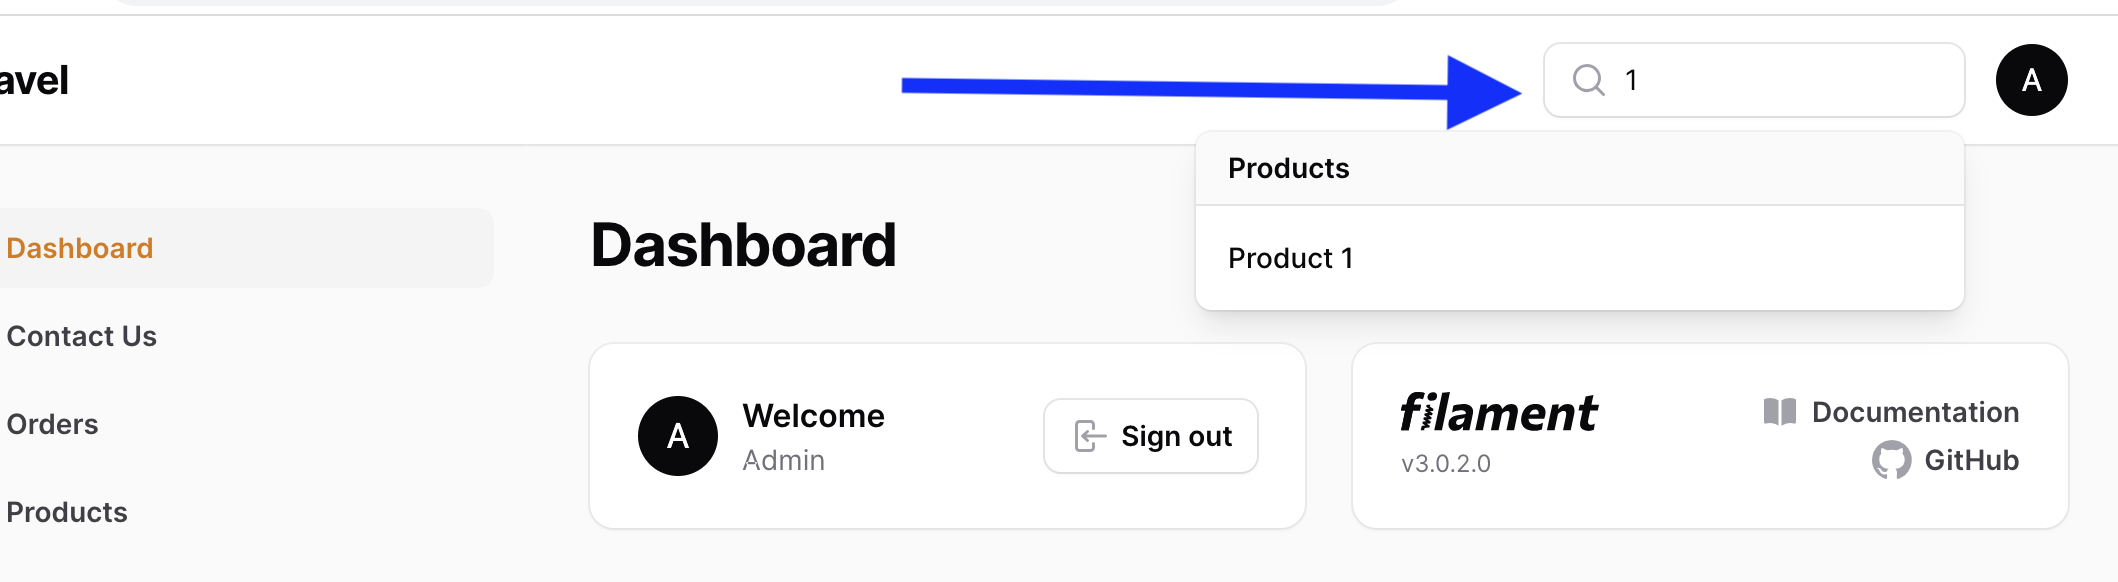 avel
1
A
Products
Product 1
Dashboard
Contact Us
Orders
Products
Dashboard
A
Welcome
Admin
Sign out
filament
v3.0.2.0
Documentation
GitHub